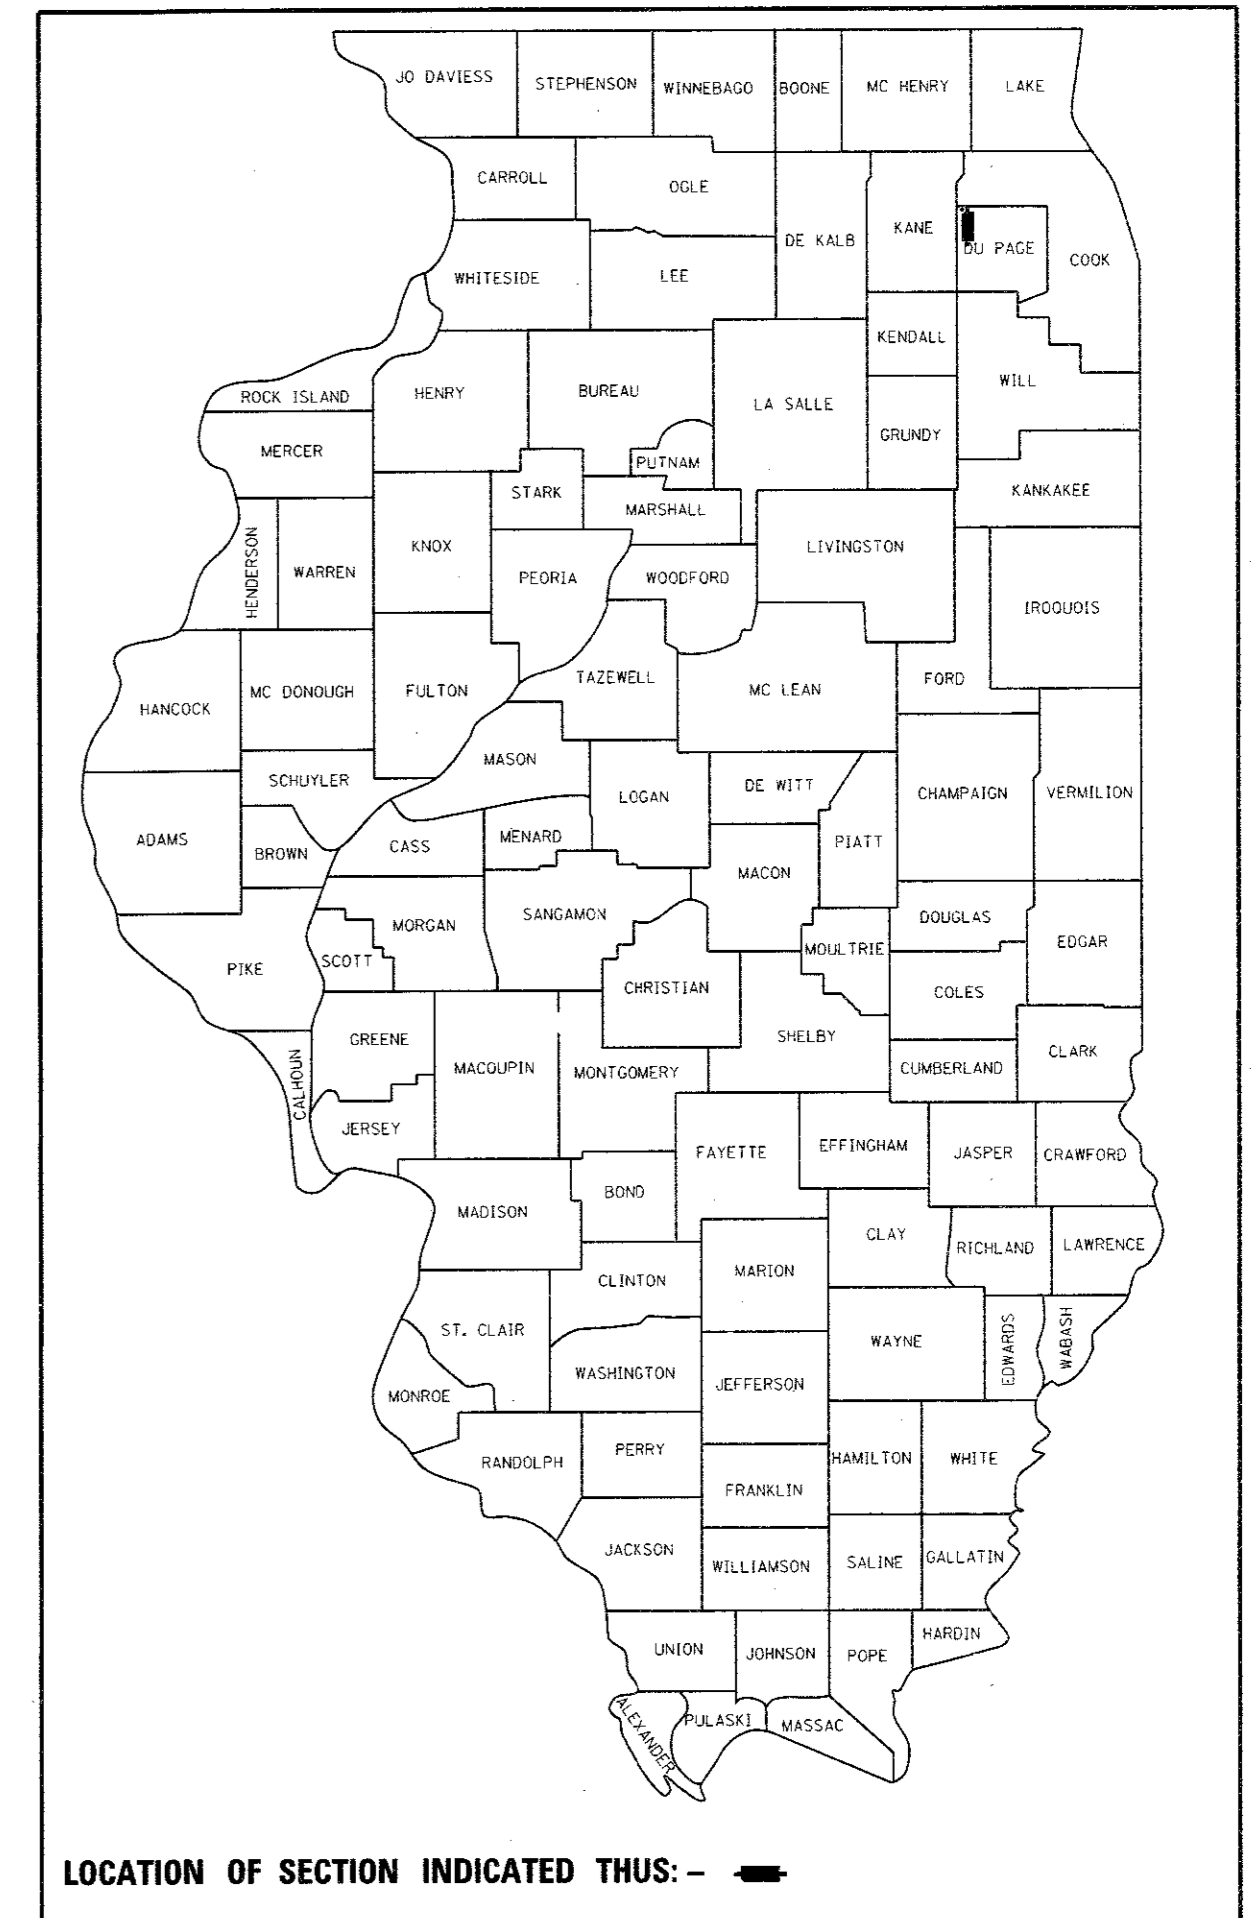 JO DAVIESS
STEPHENSON
WINNEBAGO
BOONE
MC HENRY
LAKE
CARROLL
OGLE
DE KALB
KANE
DU PAGE
COOK
WHITESIDE
LEE
KENDALL
WILL
ROCK ISLAND
HENRY
BUREAU
LA SALLE
GRUNDY
MERCER
PUTNAM
KANKAKEE
STARK
MARSHALL
HENDERSON
WARREN
KNOX
PEORIA
WOODFORD
LIVINGSTON
IROQUOIS
HANCOCK
MC DONOUGH
FULTON
TAZEWELL
MC LEAN
FORD
SCHUYLER
MASON
LOGAN
DE WITT
CHAMPAIGN
VERMILION
ADAMS
BROWN
CASS
MENARD
MACON
PIATT
PIKE
SCOTT
MORGAN
SANGAMON
CHRISTIAN
MOULTRIE
DOUGLAS
EDGAR
COLES
CALHOUN
GREENE
MACOUPIN
MONTGOMERY
SHELBY
CUMBERLAND
CLARK
JERSEY
FAYETTE
EFFINGHAM
JASPER
CRAWFORD
MADISON
BOND
CLAY
RICHLAND
LAWRENCE
CLINTON
MARION
ST. CLAIR
WAYNE
EDWARDS
WABASH
MONROE
WASHINGTON
JEFFERSON
RANDOLPH
PERRY
FRANKLIN
HAMILTON
WHITE
JACKSON
WILLIAMSON
SALINE
GALLATIN
UNION
JOHNSON
POPE
HARDIN
ALEXANDER
PULASKI
MASSAC
LOCATION OF SECTION INDICATED THUS: –